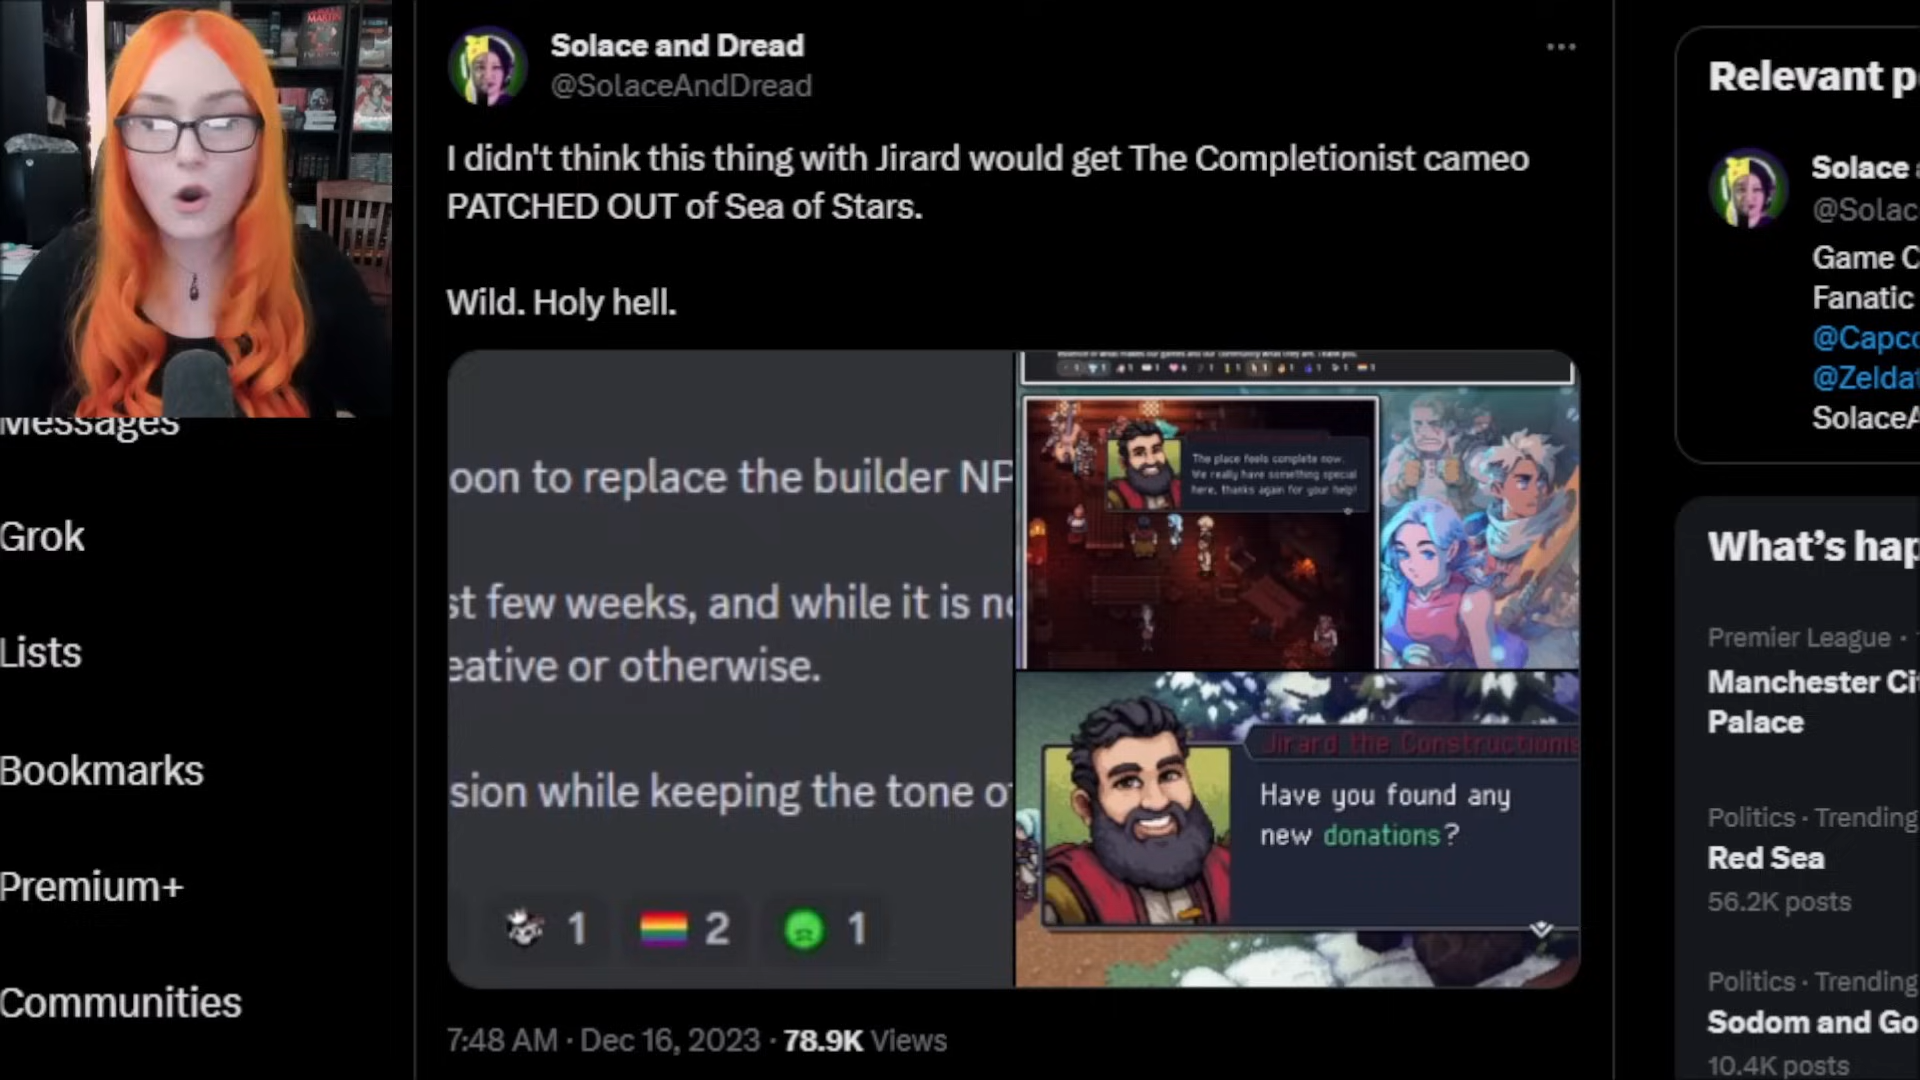 Solace and Dread
@SolaceAndDread
I didn't think this thing with Jirard would get The Completionist cameo
PATCHED OUT of Sea of Stars.
Wild. Holy hell.
oon to replace the builder NP
st few weeks, and while it is no
eative or otherwise.
sion while keeping the tone of
1
2
1
The place feels complete now.
We really have something special
here, thanks again for your help!
Jirard the Constructionis
Have you found any
new donations?
7:48 AM · Dec 16, 2023 · 78.9K Views
Messages
Grok
Lists
Bookmarks
Premium+
Communities
Relevant p
Solace a
@Solac
Game C
Fanatic
@Capco
@Zeldat
SolaceA
What's hap
Premier League ·
Manchester Ci
Palace
Politics · Trending
Red Sea
56.2K posts
Politics · Trending
Sodom and Go
10.4K posts
MARTIN